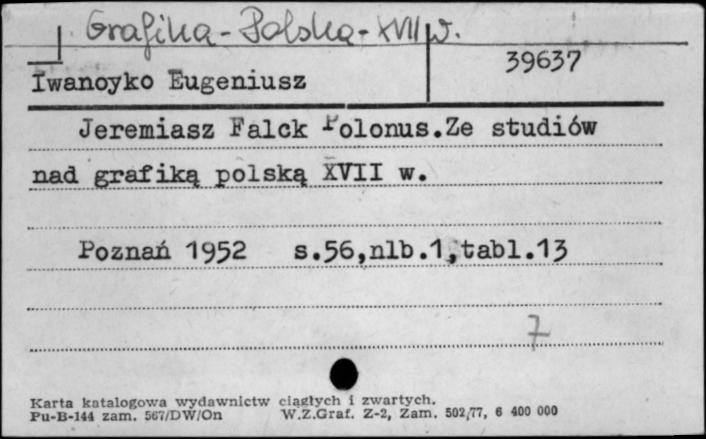 Grafika - Polska - XVII w.
39637
Iwanoyko Eugeniusz
Jeremiasz Falck Polonus.Ze studiów
nad grafiką polską XVII w.
Poznań 1952 s.56,nlb.1,tabl.13
7
Karta katalogowa wydawnictw ciągłych i zwartych.
Pu-B-144 zam. 567/DW/On W.Z.Graf. Z-2, Zam. 502/77, 6 400 000